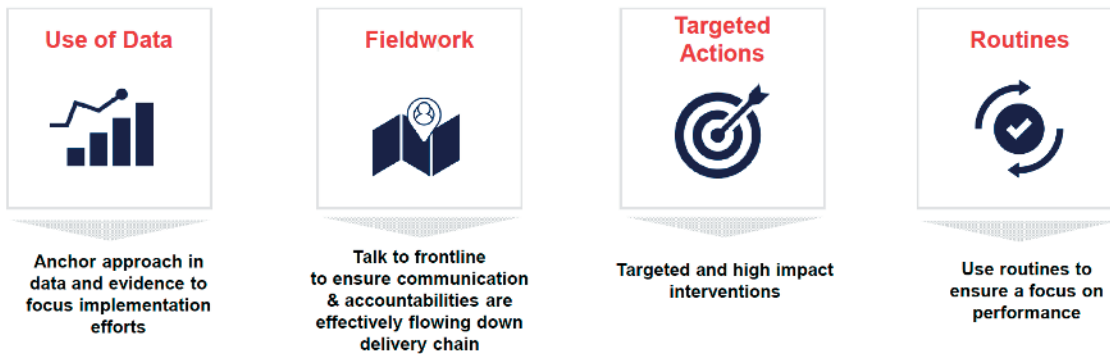 Use of Data
Anchor approach in
data and evidence to
focus implementation
efforts
Fieldwork
Talk to frontline
to ensure communication
& accountabilities are
effectively flowing down
delivery chain
Targeted
Actions
Targeted and high impact
interventions
Routines
Use routines to
ensure a focus on
performance